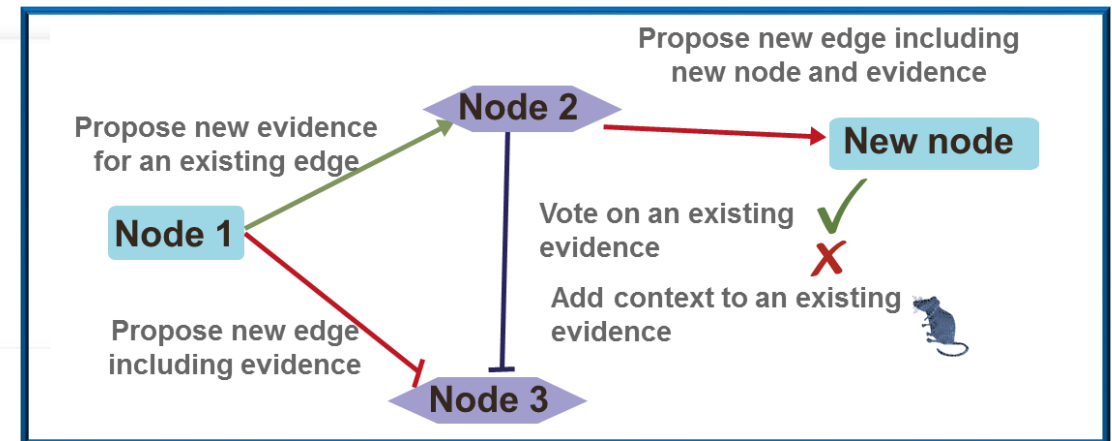 Propose new edge including
new node and evidence
Node 2
Propose new evidence
for an existing edge
New node
Node 1
Vote on an existing
evidence
Add context to an existing
evidence
Propose new edge
including evidence
Node 3